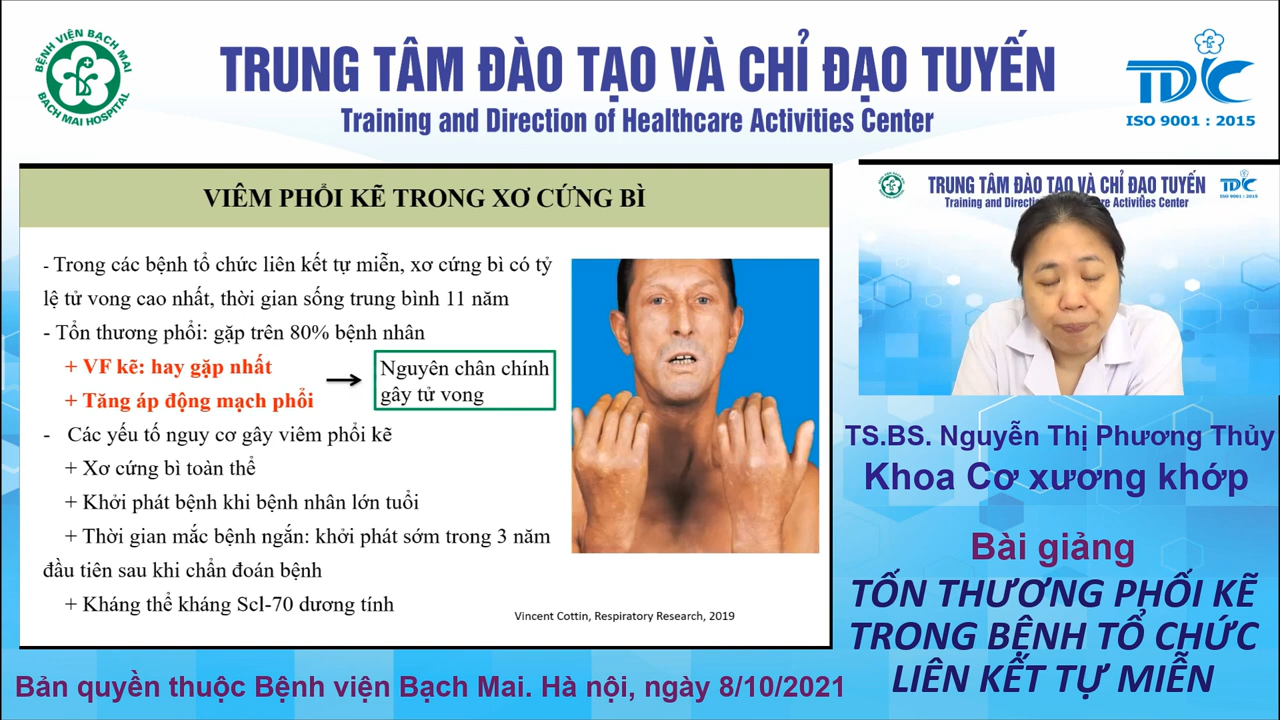 BỆNH VIỆN BẠCH MAI
BACH MAI HOSPITAL
TRUNG TÂM ĐÀO TẠO VÀ CHỈ ĐẠO TUYẾN
Training and Direction of Healthcare Activities Center
TDC
ISO 9001 : 2015
VIÊM PHỔI KẼ TRONG XƠ CỨNG BÌ
- Trong các bệnh tổ chức liên kết tự miễn, xơ cứng bì có tỷ
lệ tử vong cao nhất, thời gian sống trung bình 11 năm
- Tổn thương phổi: gặp trên 80% bệnh nhân
+ VF kẽ: hay gặp nhất
+ Tăng áp động mạch phổi
Nguyên chân chính
gây tử vong
- Các yếu tố nguy cơ gây viêm phổi kẽ
+ Xơ cứng bì toàn thể
+ Khởi phát bệnh khi bệnh nhân lớn tuổi
+ Thời gian mắc bệnh ngắn: khởi phát sớm trong 3 năm
đầu tiên sau khi chẩn đoán bệnh
+ Kháng thể kháng Scl-70 dương tính
Vincent Cottin, Respiratory Research, 2019
TRUNG TÂM ĐÀO TẠO VÀ CHỈ ĐẠO TUYẾN
Training and Direction Activities Center
TDC
ISO 9001 : 2015
TS.BS. Nguyễn Thị Phương Thủy
Khoa Cơ xương khớp
Bài giảng
TỐN THƯƠNG PHỐI KẼ
TRONG BỆNH TỔ CHỨC
LIÊN KẾT TỰ MIỄN
Bản quyền thuộc Bệnh viện Bạch Mai. Hà nội, ngày 8/10/2021